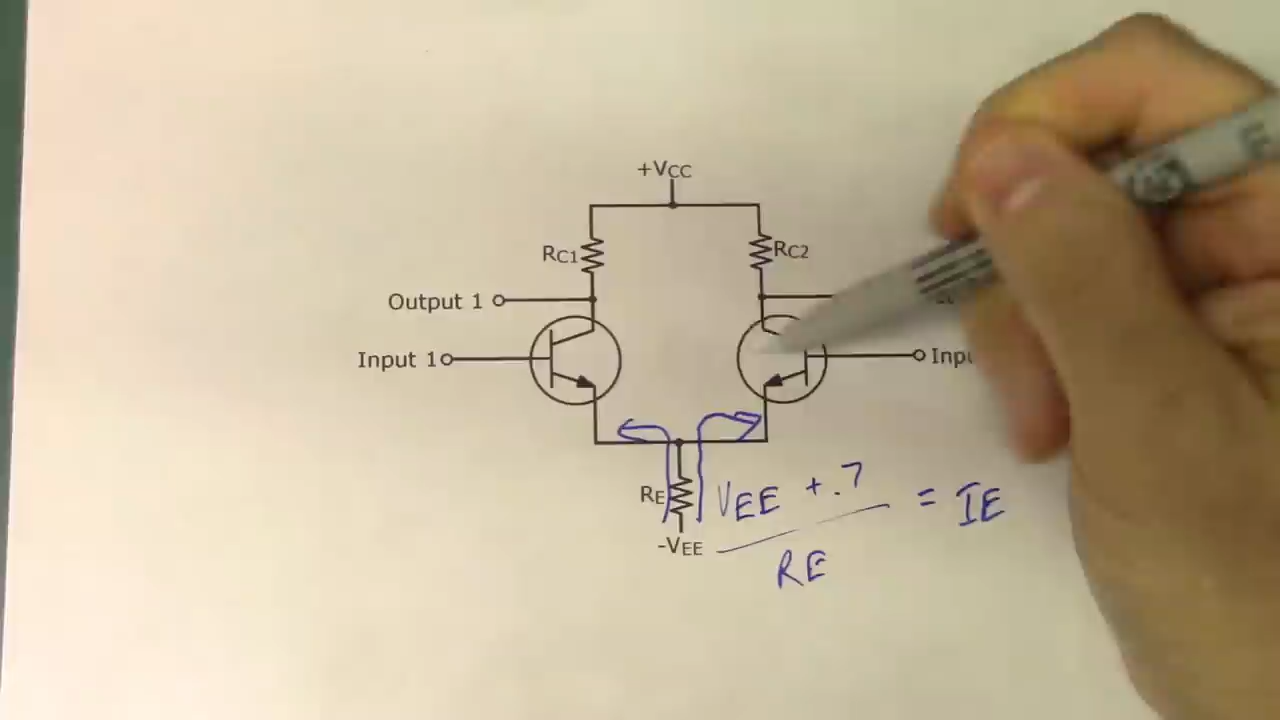 +VCC
RC1
RC2
Output 1
Input 1
RE
-VEE
VEE + .7 = IE
RE